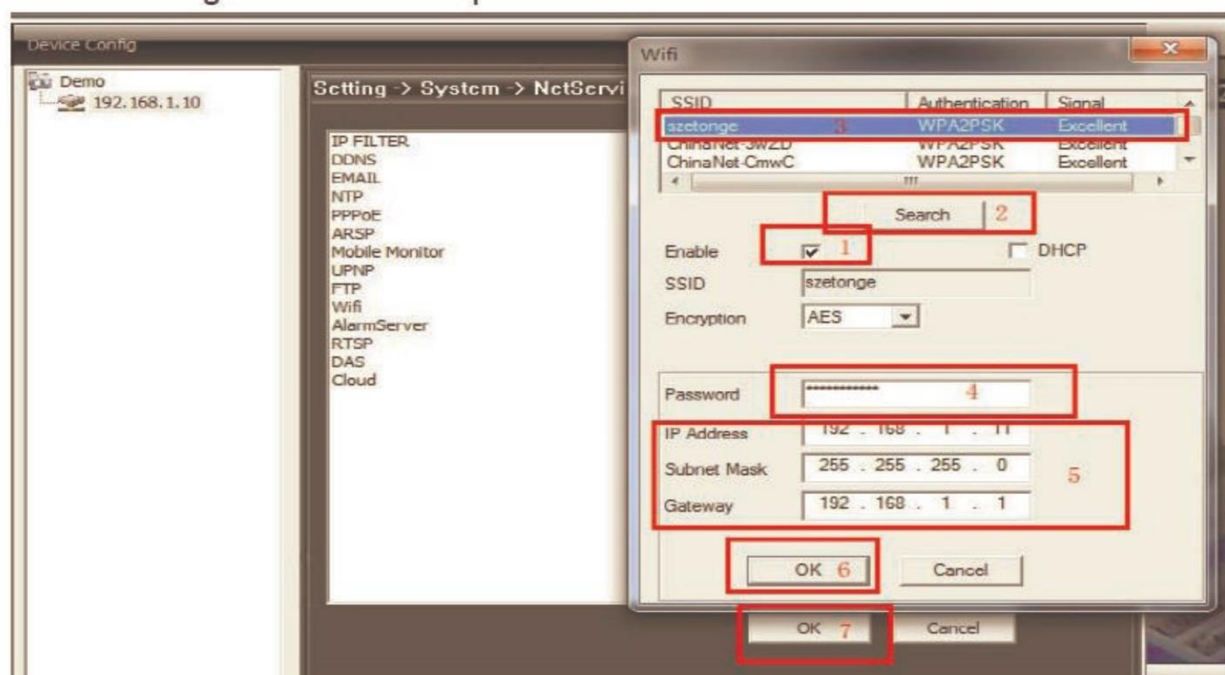 Device Config
Demo
192.168.1.10
Setting -> System -> NetServi
IP FILTER
DDNS
EMAIL
NTP
PPPoE
ARSP
Mobile Monitor
UPNP
FTP
Wifi
AlarmServer
RTSP
DAS
Cloud
OK 7 Cancel
Wifi
SSID Authentication Signal
szetonge 3 WPA2PSK Excellent
ChinaNet-3wZD WPA2PSK Excellent
ChinaNet-CmwC WPA2PSK Excellent
Search 2
Enable 1 DHCP
SSID szetonge
Encryption AES
Password *********** 4
IP Address 192 . 168 . 1 . 11
Subnet Mask 255 . 255 . 255 . 0 5
Gateway 192 . 168 . 1 . 1
OK 6 Cancel